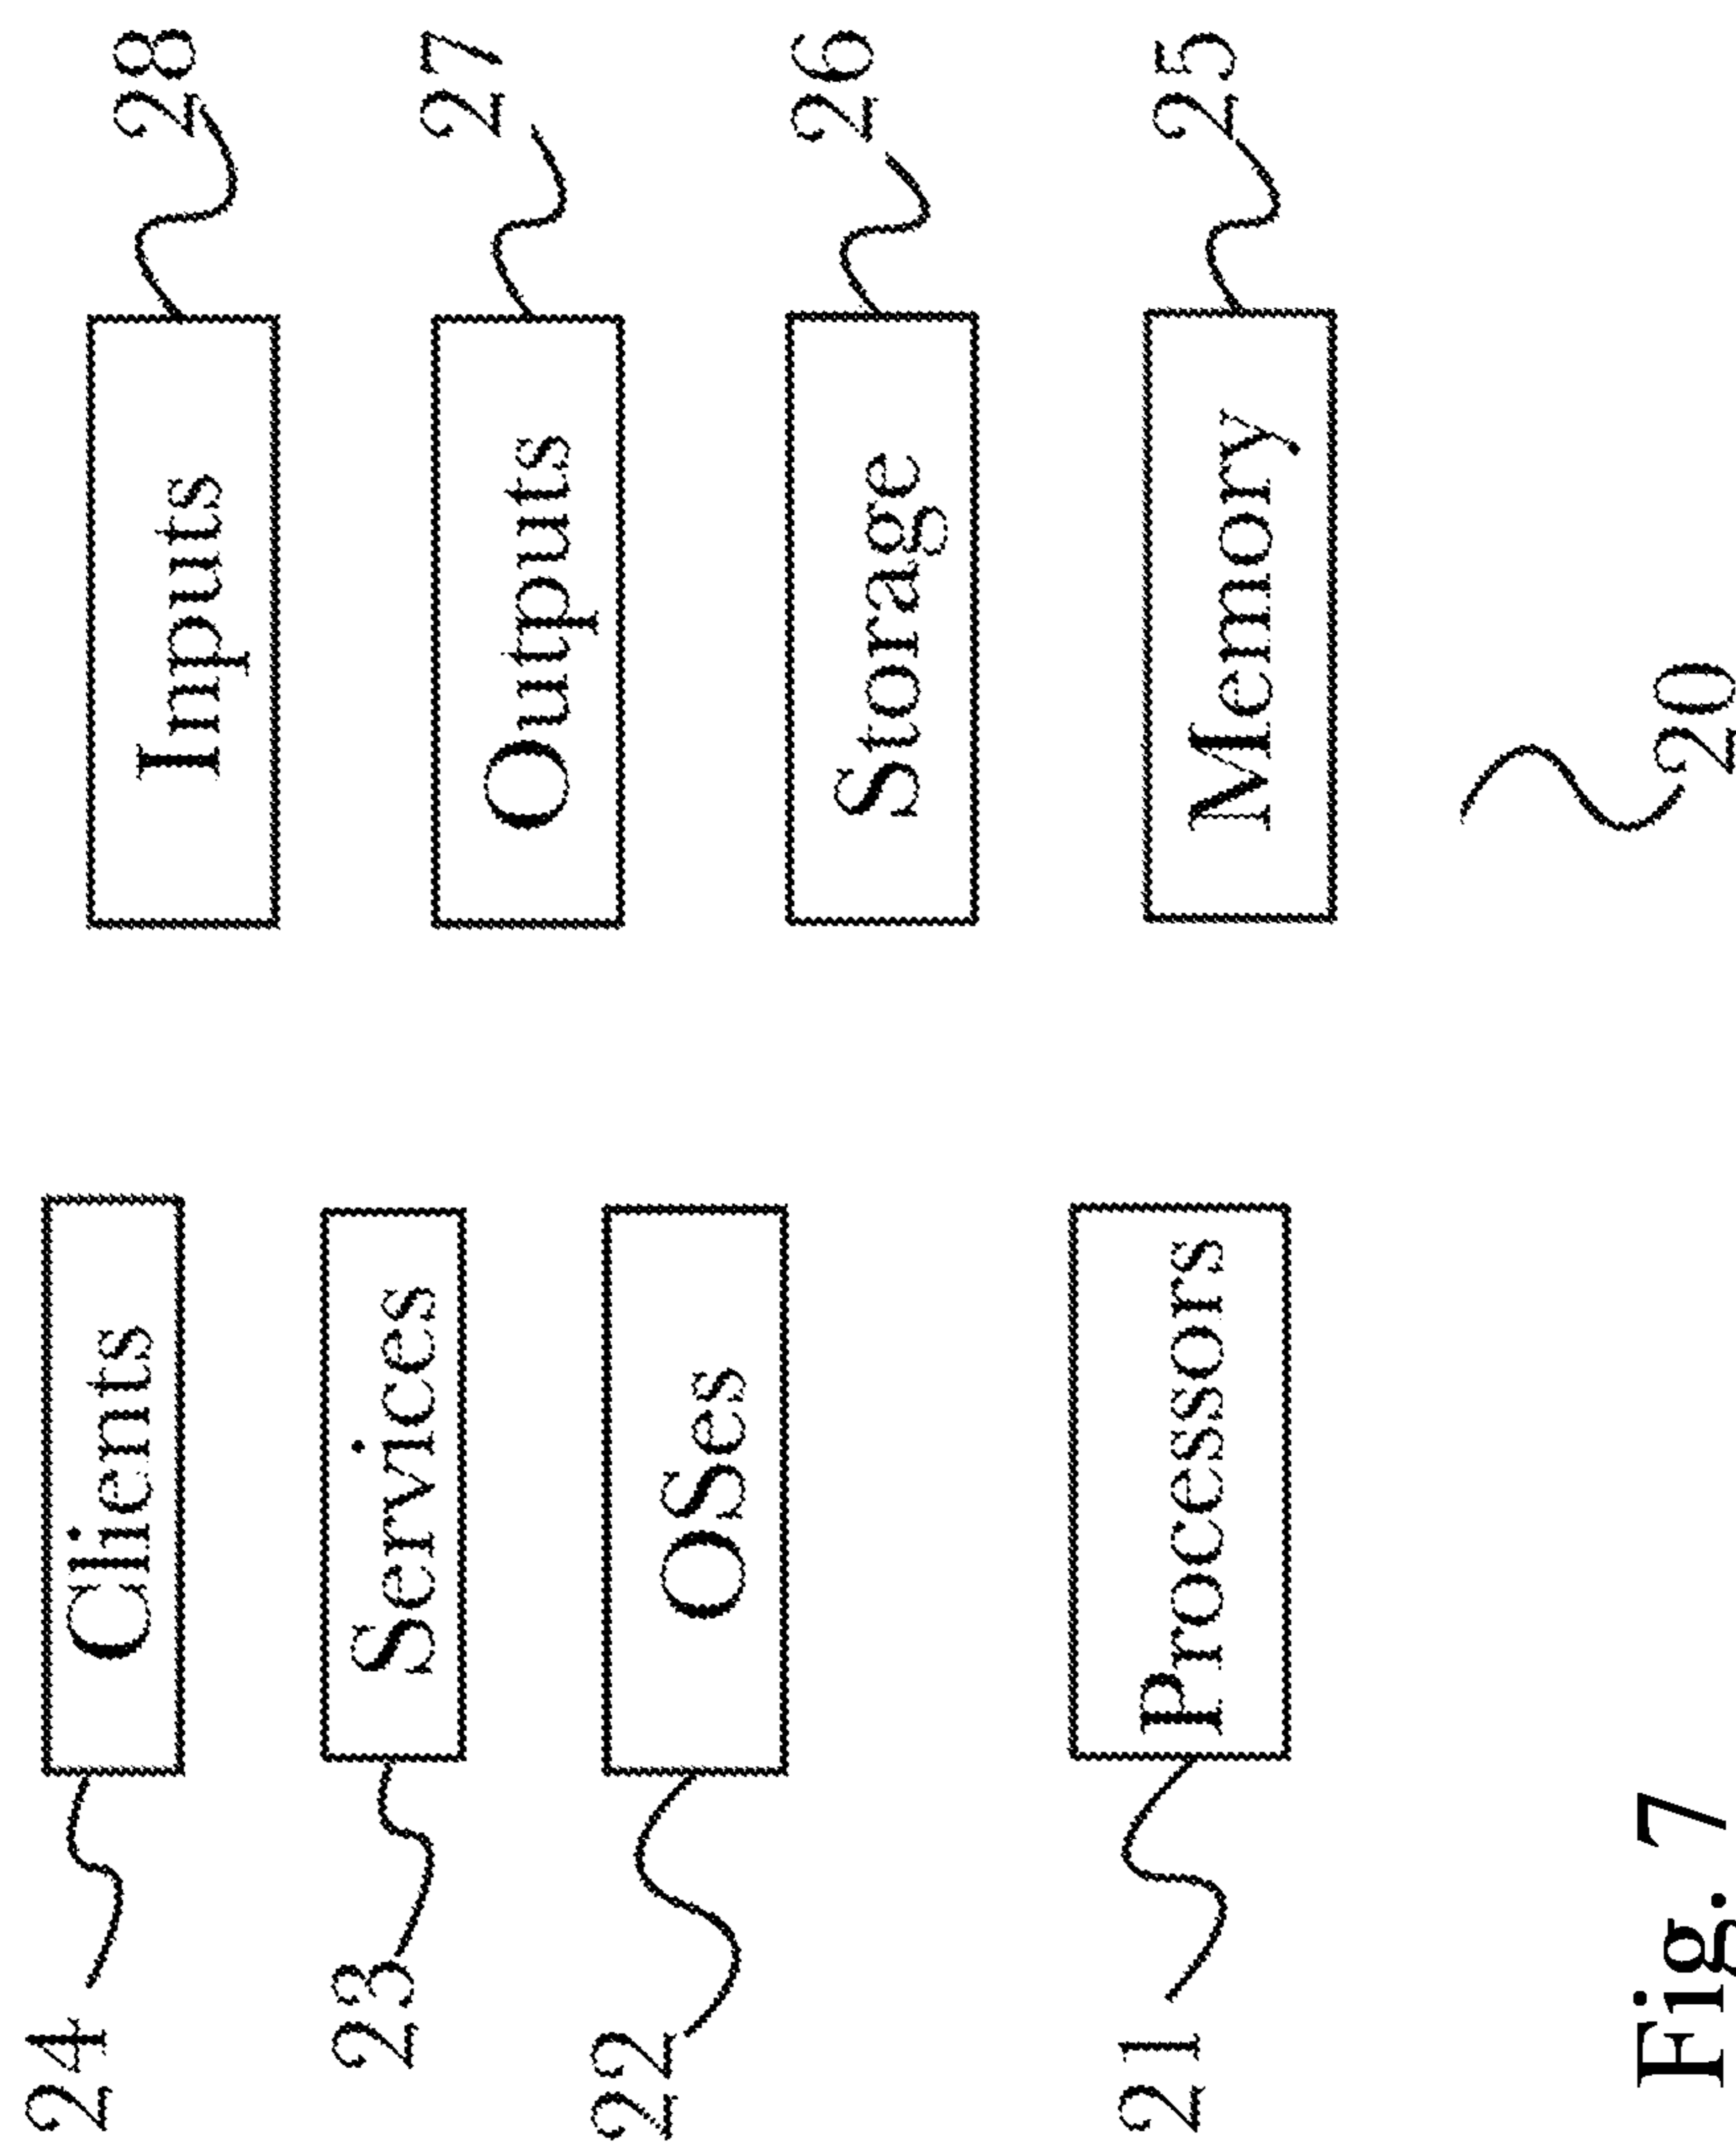 24 Clients Inputs 28
23 Services Outputs 27
22 OSes Storage 26
21 Processors Memory 25
20
Fig. 7